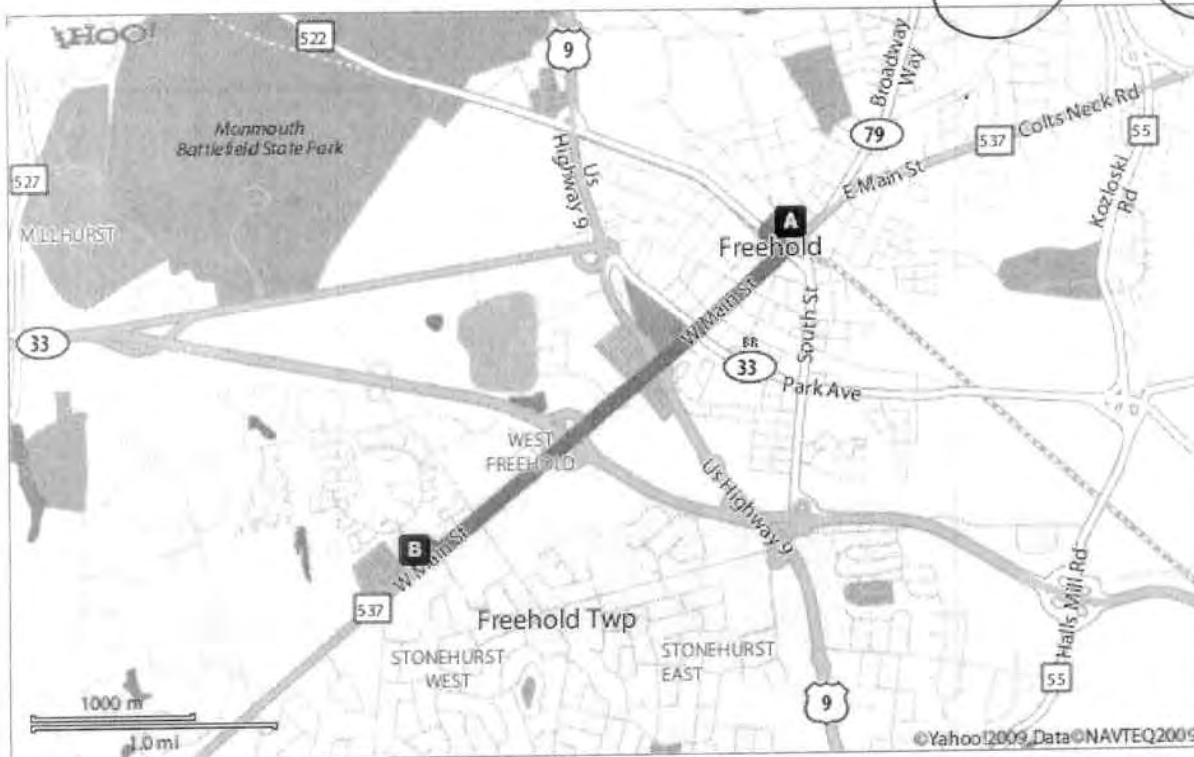 YAHOO!
522
9
Broadway
Way
Monmouth
Battlefield State Park
79
537
Colts Neck Rd
55
527
Us
Highway 9
E Main St
Kozloski
Rd
A
MILLHURST
Freehold
W Main St
South St
33
BR
33
Park Ave
WEST
FREEHOLD
Us Highway 9
B
W Main St
537
Freehold Twp
Halls Mill Rd
STONEHURST
WEST
STONEHURST
EAST
55
9
1000 m
1.0 mi
©Yahoo!2009, Data©NAVTEQ2009